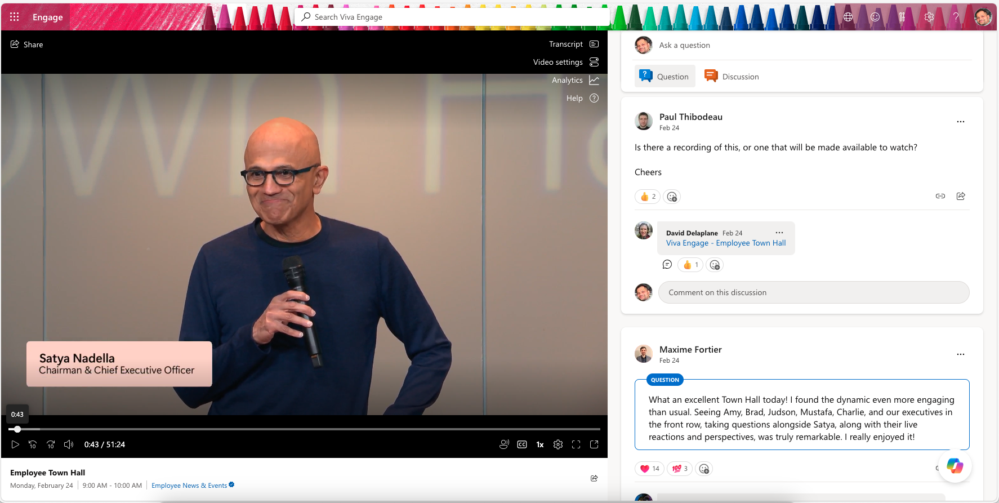 Engage
Search Viva Engage
?
Share
Transcript
Video settings
Analytics
Help
Satya Nadella
Chairman & Chief Executive Officer
0:43
10
10
0:43 / 51:24
CC
1x
Employee Town Hall
Monday, February 24
9:00 AM - 10:00 AM
Employee News & Events
Ask a question
Question
Discussion
Paul Thibodeau
Feb 24
Is there a recording of this, or one that will be made available to watch?
Cheers
2
David Delaplane Feb 24
Viva Engage - Employee Town Hall
1
Comment on this discussion
Maxime Fortier
Feb 24
QUESTION
What an excellent Town Hall today! I found the dynamic even more engaging
than usual. Seeing Amy, Brad, Judson, Mustafa, Charlie, and our executives in
the front row, taking questions alongside Satya, along with their live
reactions and perspectives, was truly remarkable. I really enjoyed it!
14
100 3